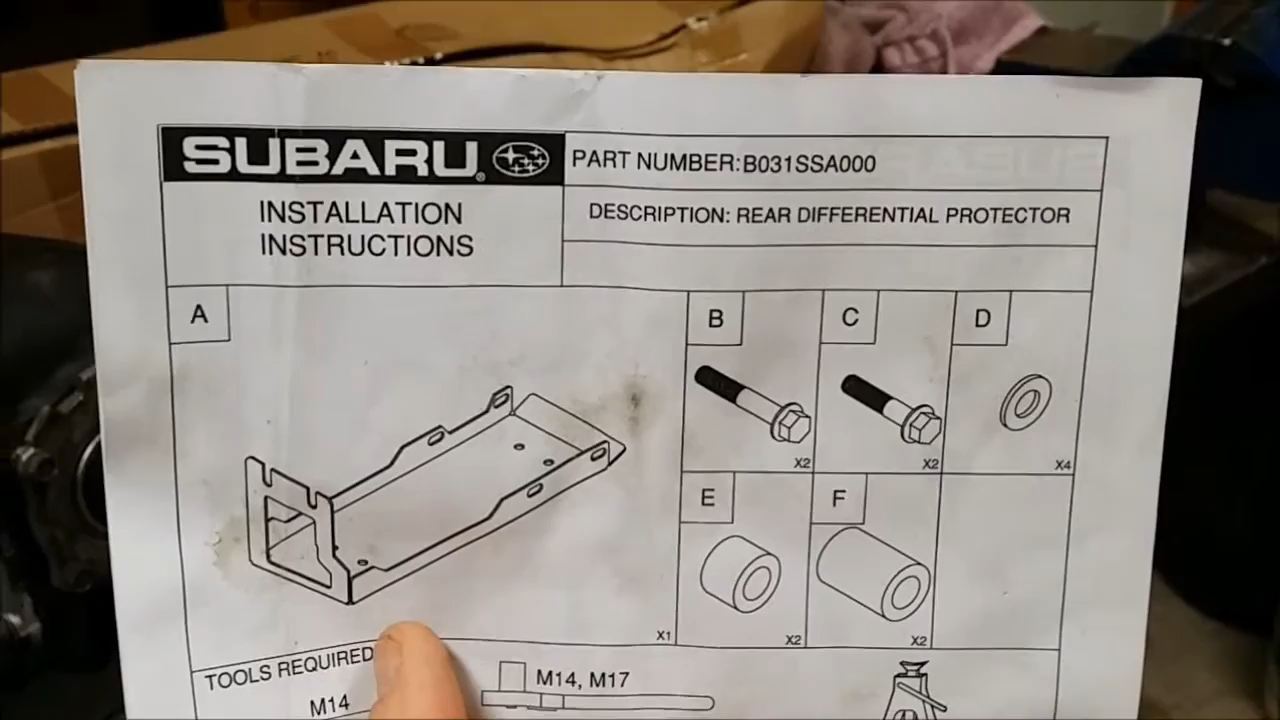 SUBARU®
PART NUMBER:B031SSA000
INSTALLATION
INSTRUCTIONS
DESCRIPTION: REAR DIFFERENTIAL PROTECTOR
A
X1
B
X2
C
X2
D
X4
E
X2
F
X2
TOOLS REQUIRED
M14
M14, M17